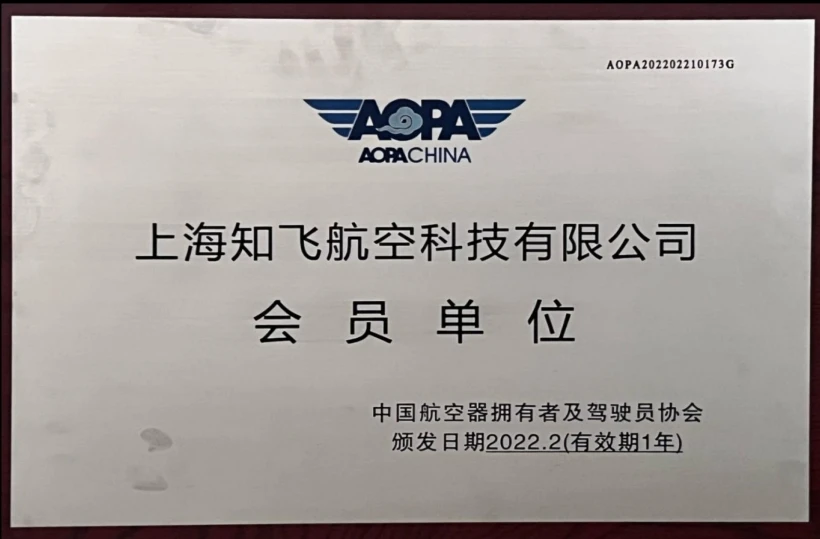 AOPA202202210173G
AOPA
AOPACHINA
上海知飞航空科技有限公司
会员单位
中国航空器拥有者及驾驶员协会
颁发日期2022.2(有效期1年)